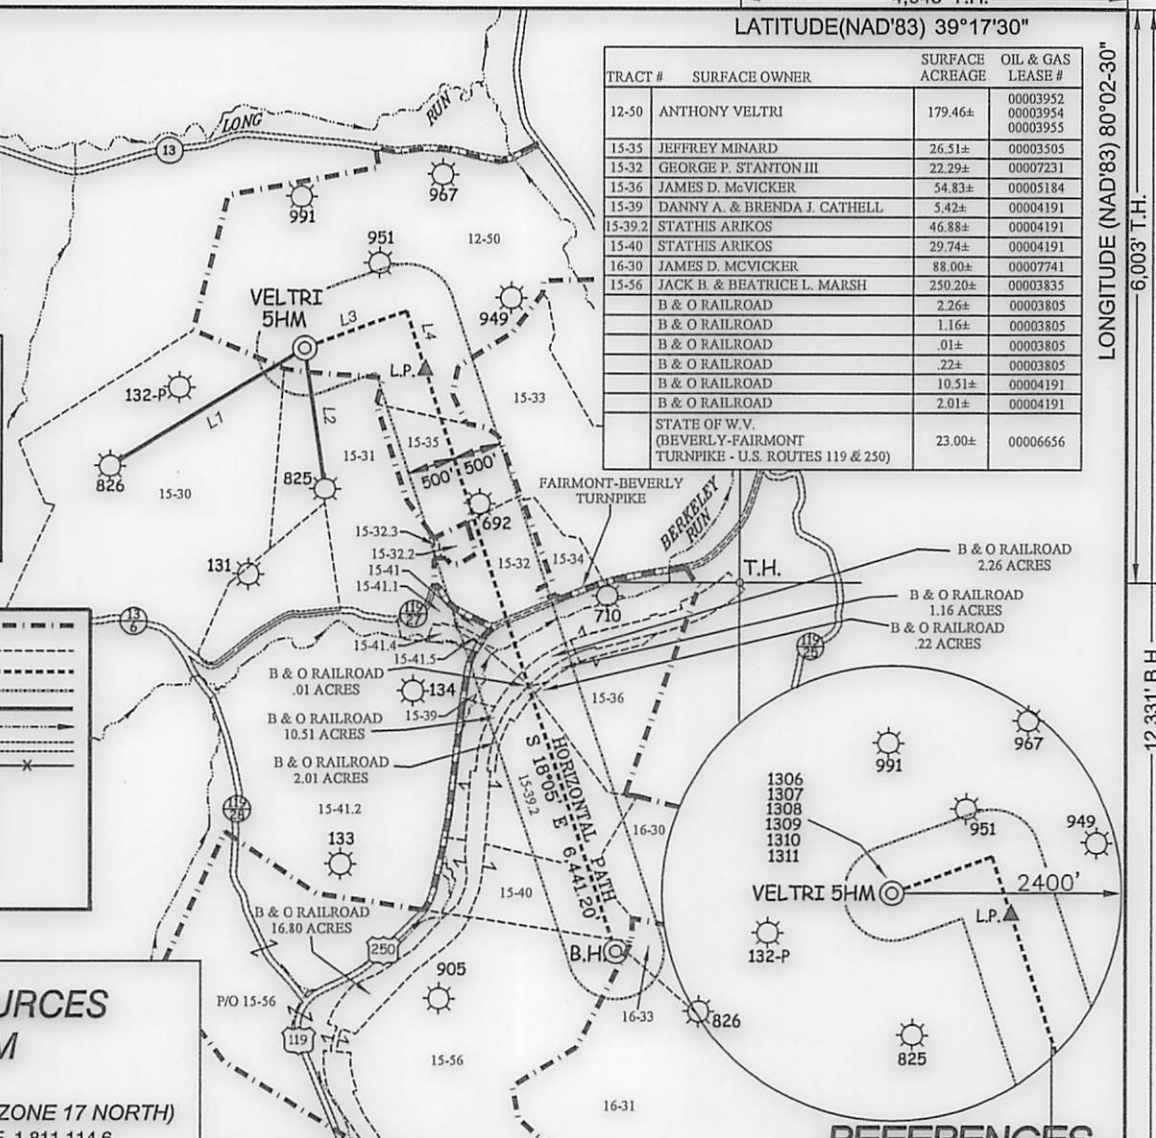 LATITUDE(NAD'83) 39°17'30"
LONGITUDE (NAD'83) 80°02-30"
6,003' T.H.
12,331' B.H.
TRACT # SURFACE OWNER SURFACE ACREAGE OIL & GAS LEASE #
12-50 ANTHONY VELTRI 179.46± 00003952
00003954
00003955
15-35 JEFFREY MINARD 26.51± 00003505
15-32 GEORGE P. STANTON III 22.29± 00007231
15-36 JAMES D. McVICKER 54.83± 00005184
15-39 DANNY A. & BRENDA J. CATHELL 5.42± 00004191
15-39.2 STATHIS ARIKOS 46.88± 00004191
15-40 STATHIS ARIKOS 29.74± 00004191
16-30 JAMES D. MCVICKER 88.00± 00007741
15-56 JACK B. & BEATRICE L. MARSH 250.20± 00003835
B & O RAILROAD 2.26± 00003805
B & O RAILROAD 1.16± 00003805
B & O RAILROAD .01± 00003805
B & O RAILROAD .22± 00003805
B & O RAILROAD 10.51± 00004191
B & O RAILROAD 2.01± 00004191
STATE OF W.V.
(BEVERLY-FAIRMONT
TURNPIKE - U.S. ROUTES 119 & 250) 23.00± 00006656
LONG RUN
13
967
991
951
12-50
VELTRI
5HM
L3
L4
949
L.P.
132-P
L1
L2
15-33
15-35
15-31
500' 500'
826
15-30
825
692
FAIRMONT-BEVERLY
TURNPIKE
BERKELEY
RUN
15-32.3
15-32.2
15-32
15-34
15-41
15-41.1
131
T.H.
710
B & O RAILROAD
2.26 ACRES
B & O RAILROAD
1.16 ACRES
B & O RAILROAD
.22 ACRES
13
6
119
27
119
25
15-41.4
15-41.5
B & O RAILROAD
.01 ACRES
134
15-39
15-36
B & O RAILROAD
10.51 ACRES
B & O RAILROAD
2.01 ACRES
HORIZONTAL PATH
S 18°05' E 6,441.20
15-39.2
X
119
28
15-41.2
133
16-30
15-40
B & O RAILROAD
16.80 ACRES
250
B.H
905
P/O 15-56
119
16-33
826
15-56
16-31
967
991
1306
1307
1308
1309
1310
1311
951
949
VELTRI 5HM
2400'
L.P.
132-P
825
URCES
M
ZONE 17 NORTH)
REFERENCES